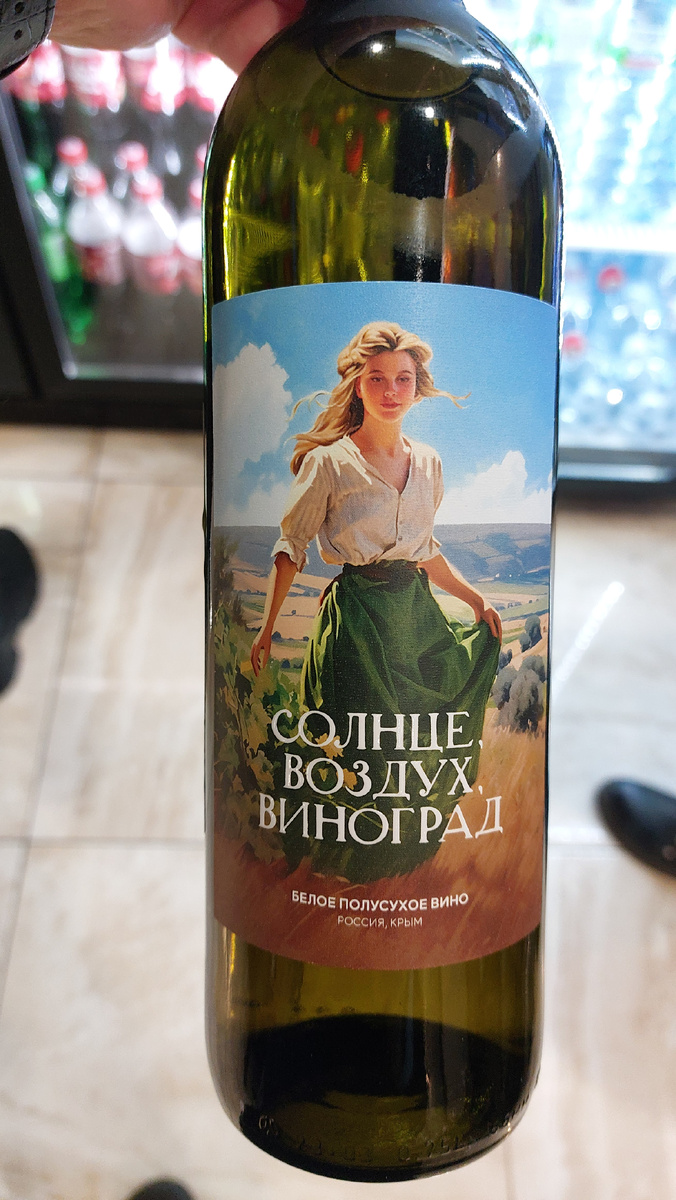 СОЛНЦЕ,
ВОЗДУХ,
ВИНОГРАД
БЕЛОЕ ПОЛУСУХОЕ ВИНО
РОССИЯ, КРЫМ